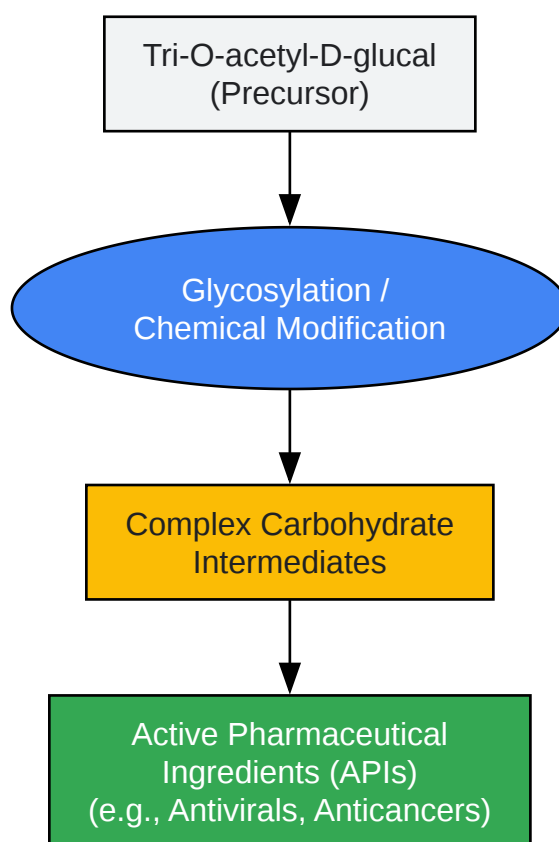 Tri-O-acetyl-D-glucal
(Precursor)
Glycosylation /
Chemical Modification
Complex Carbohydrate
Intermediates
Active Pharmaceutical
Ingredients (APIs)
(e.g., Antivirals, Anticancers)